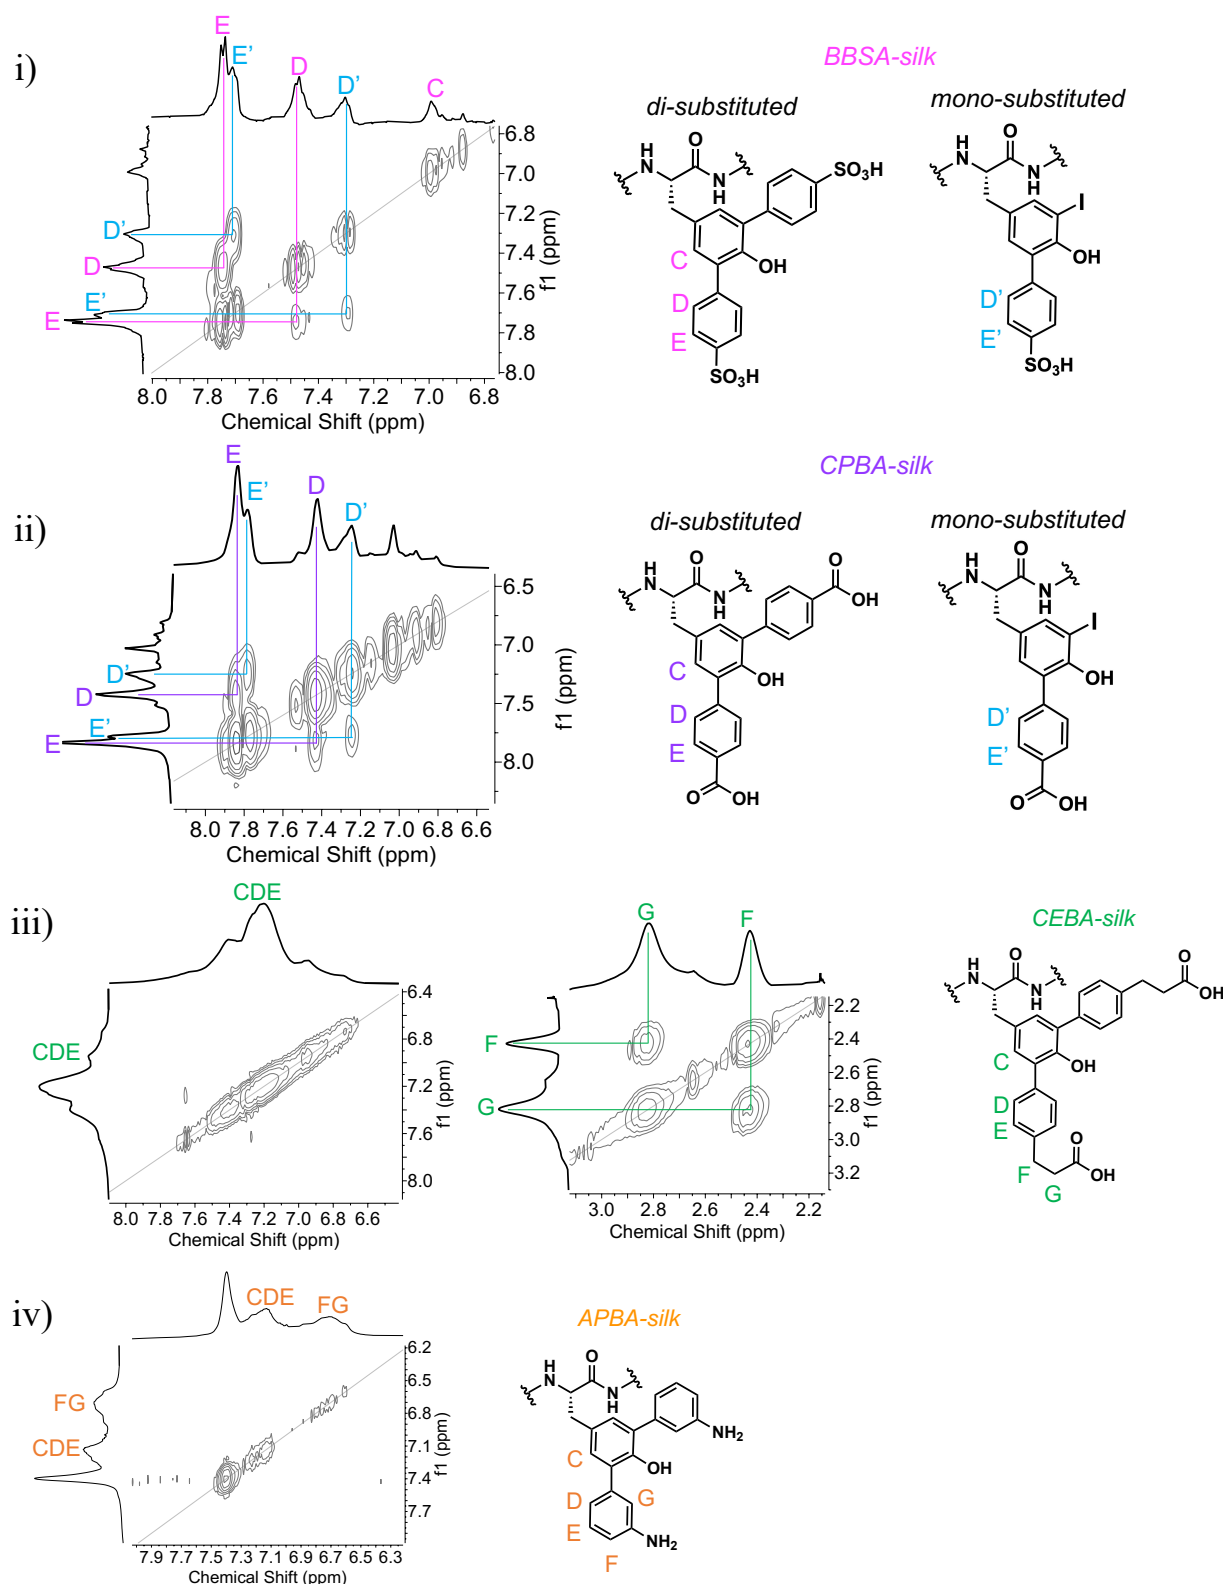 i)
E
E'
D
D'
C
D'
D
E'
E
6.8
7.0
7.2
7.4
7.6
7.8
8.0
f1 (ppm)
8.0 7.8 7.6 7.4 7.2 7.0 6.8
Chemical Shift (ppm)
BBSA-silk
di-substituted
mono-substituted
H
N
O
N
H
SO3H
C
OH
D
E
SO3H
H
N
O
N
H
I
OH
D'
E'
SO3H
ii)
E
E'
D
D'
D'
D
E'
E
6.5
7.0
7.5
8.0
f1 (ppm)
8.0 7.8 7.6 7.4 7.2 7.0 6.8 6.6
Chemical Shift (ppm)
CPBA-silk
di-substituted
mono-substituted
H
N
O
N
H
O
OH
C
OH
D
E
O
OH
H
N
O
N
H
I
OH
D'
E'
O
OH
iii)
CDE
CDE
6.4
6.8
7.2
7.6
8.0
f1 (ppm)
8.0 7.8 7.6 7.4 7.2 7.0 6.8 6.6
Chemical Shift (ppm)
G
F
F
G
2.2
2.4
2.6
2.8
3.0
3.2
f1 (ppm)
3.0 2.8 2.6 2.4 2.2
Chemical Shift (ppm)
CEBA-silk
H
N
O
N
H
O
OH
C
OH
D
E
F
G
O
OH
iv)
CDE
FG
FG
CDE
6.2
6.5
6.8
7.1
7.4
7.7
f1 (ppm)
7.9 7.7 7.5 7.3 7.1 6.9 6.7 6.5 6.3
Chemical Shift (ppm)
APBA-silk
H
N
O
N
H
NH2
C
OH
D
G
E
NH2
F